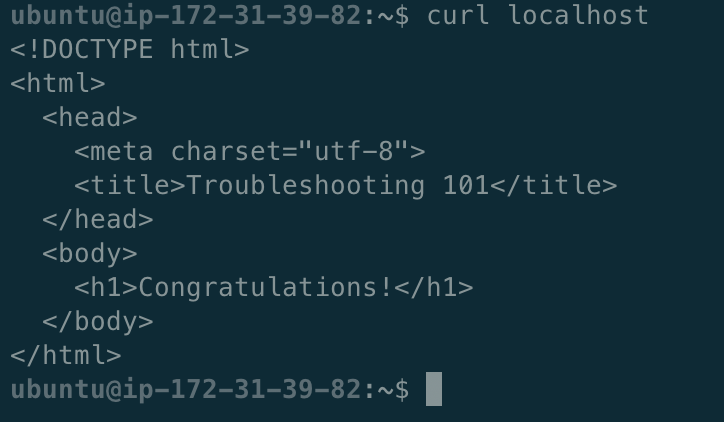 ubuntu@ip-172-31-39-82:~$ curl localhost
<!DOCTYPE html>
<html>
  <head>
    <meta charset="utf-8">
    <title>Troubleshooting 101</title>
  </head>
  <body>
    <h1>Congratulations!</h1>
  </body>
</html>
ubuntu@ip-172-31-39-82:~$